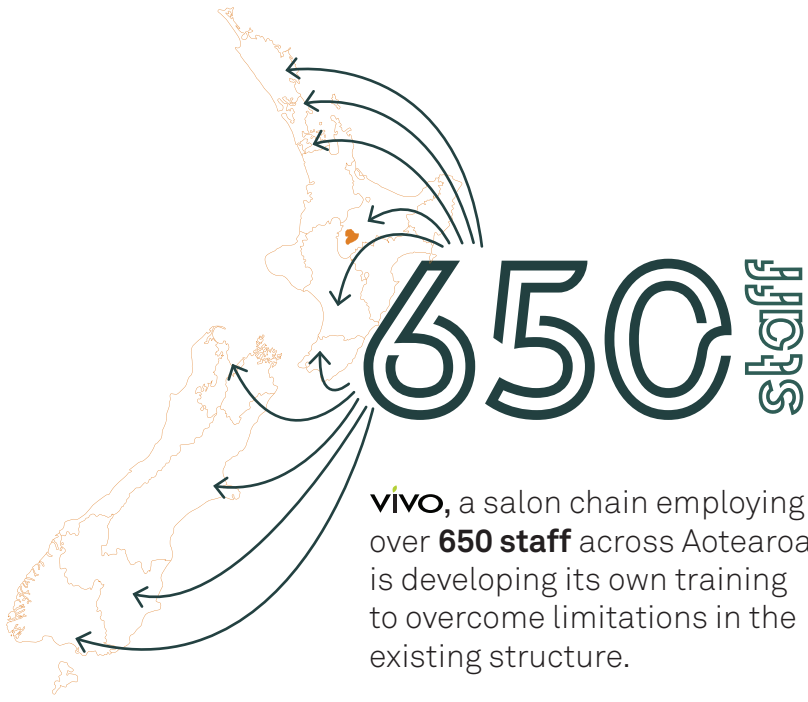 650 staff
vivo, a salon chain employing
over 650 staff across Aotearoa
is developing its own training
to overcome limitations in the
existing structure.